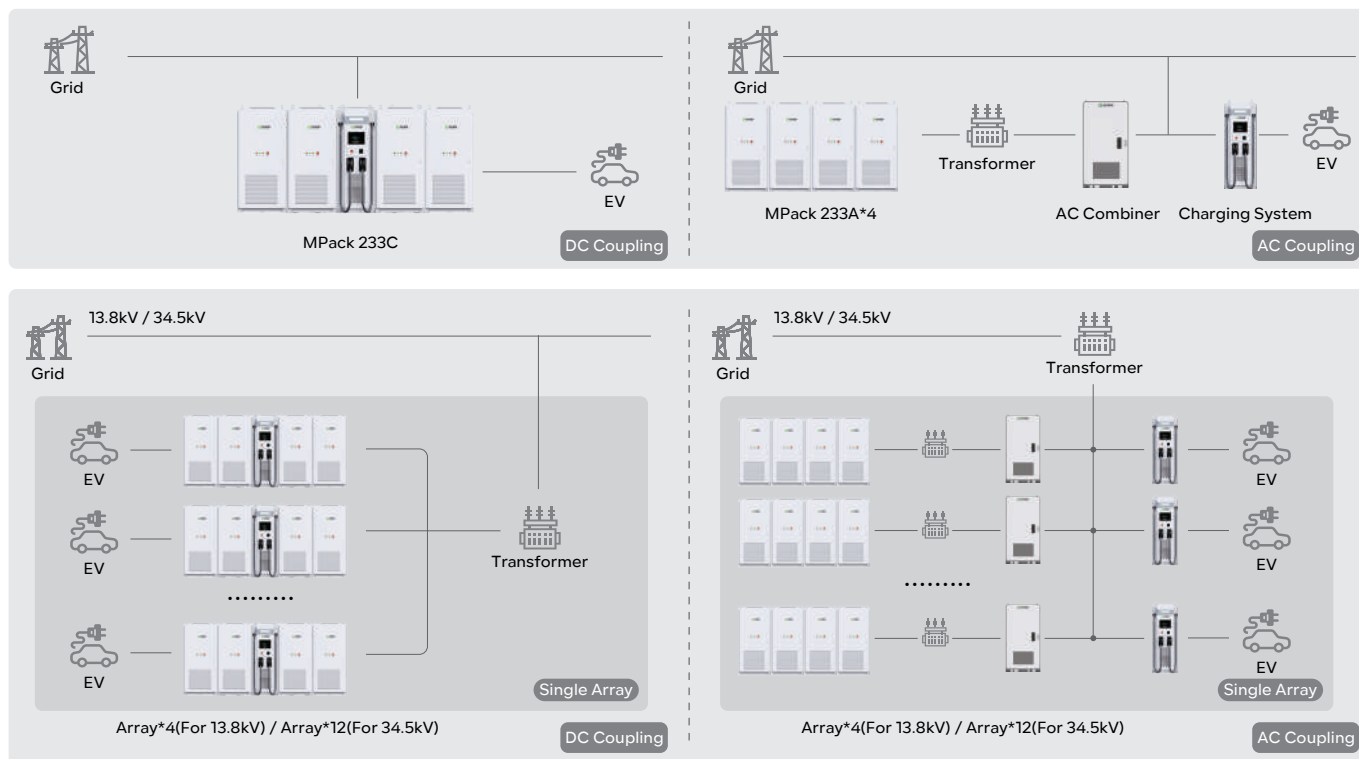 Grid
EV
MPack 233C
DC Coupling
Grid
Transformer
EV
MPack 233A*4
AC Combiner
Charging System
AC Coupling
13.8kV / 34.5kV
Grid
EV
EV
Transformer
.........
EV
Single Array
Array*4(For 13.8kV) / Array*12(For 34.5kV)
DC Coupling
13.8kV / 34.5kV
Grid
Transformer
EV
EV
.........
EV
Single Array
Array*4(For 13.8kV) / Array*12(For 34.5kV)
AC Coupling